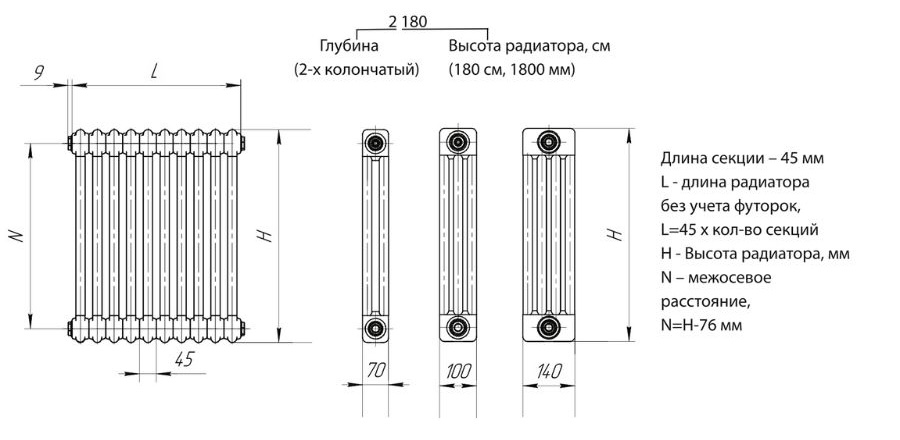 2 180
Глубина
(2-х колончатый)
Высота радиатора, см
(180 см, 1800 мм)
9
L
N
H
45
70
100
140
H
Длина секции – 45 мм
L - длина радиатора
без учета футорок,
L=45 х кол-во секций
H - Высота радиатора, мм
N – межосевое
расстояние,
N=H-76 мм